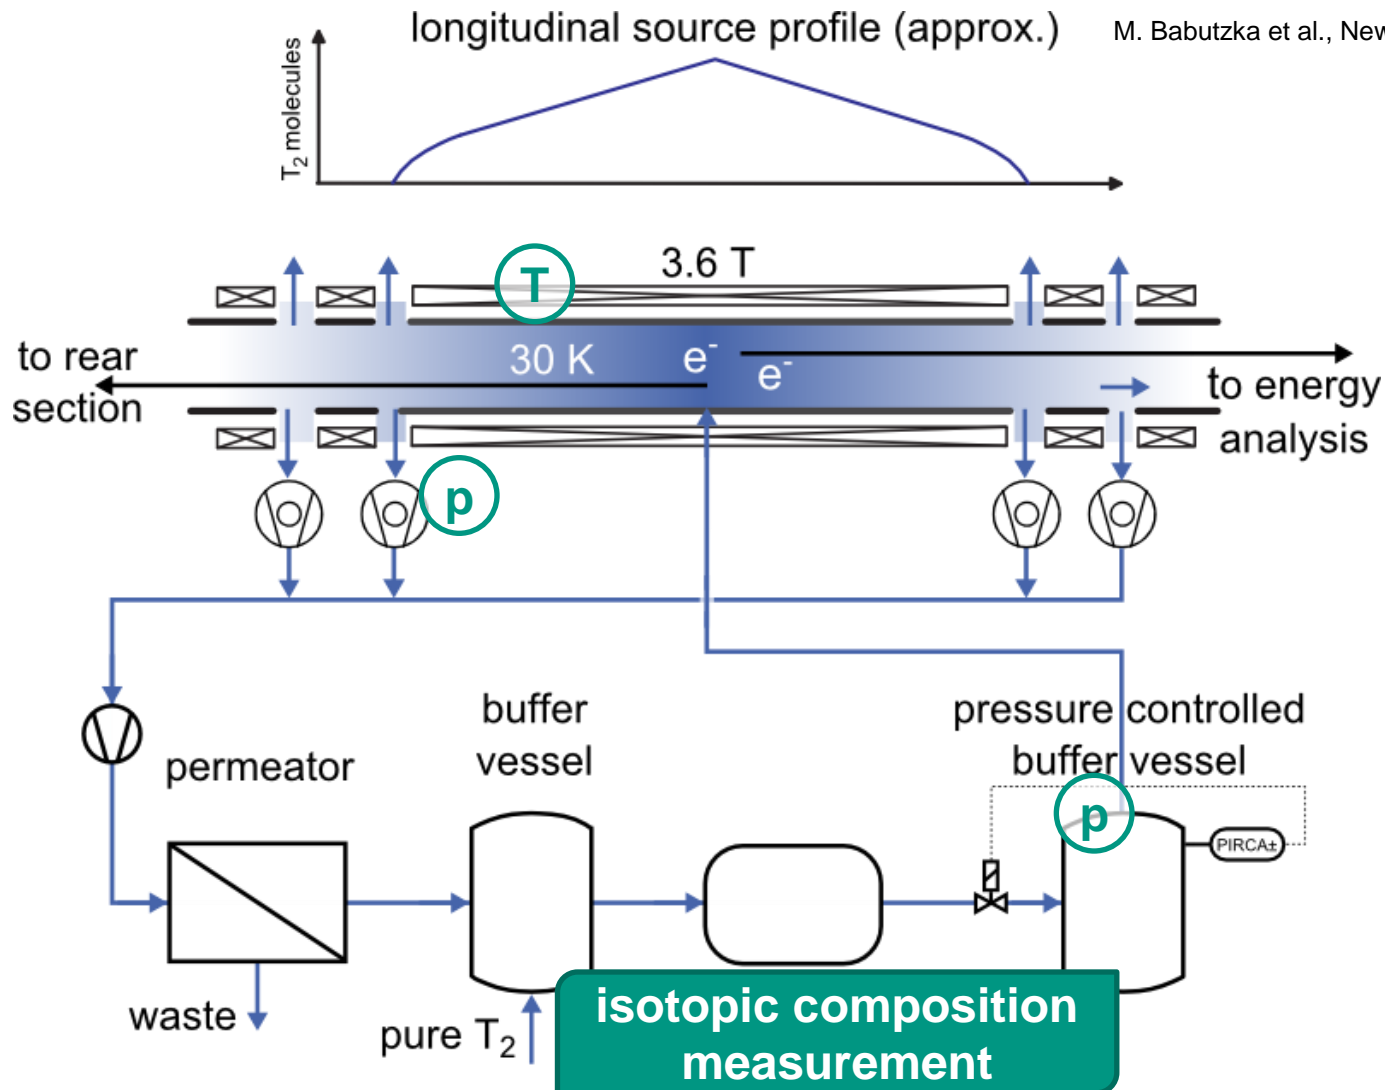 longitudinal source profile (approx.)
M. Babutzka et al., New
T₂ molecules
T
3.6 T
30 K
e⁻
e⁻
to rear
section
to energy
analysis
p
buffer
vessel
pressure controlled
buffer vessel
permeator
p
PIRCA±
waste
pure T₂
isotopic composition
measurement